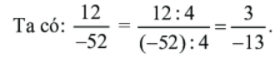 Ta có: 12/−52 = 12 : 4/(−52) : 4 = 3/−13.